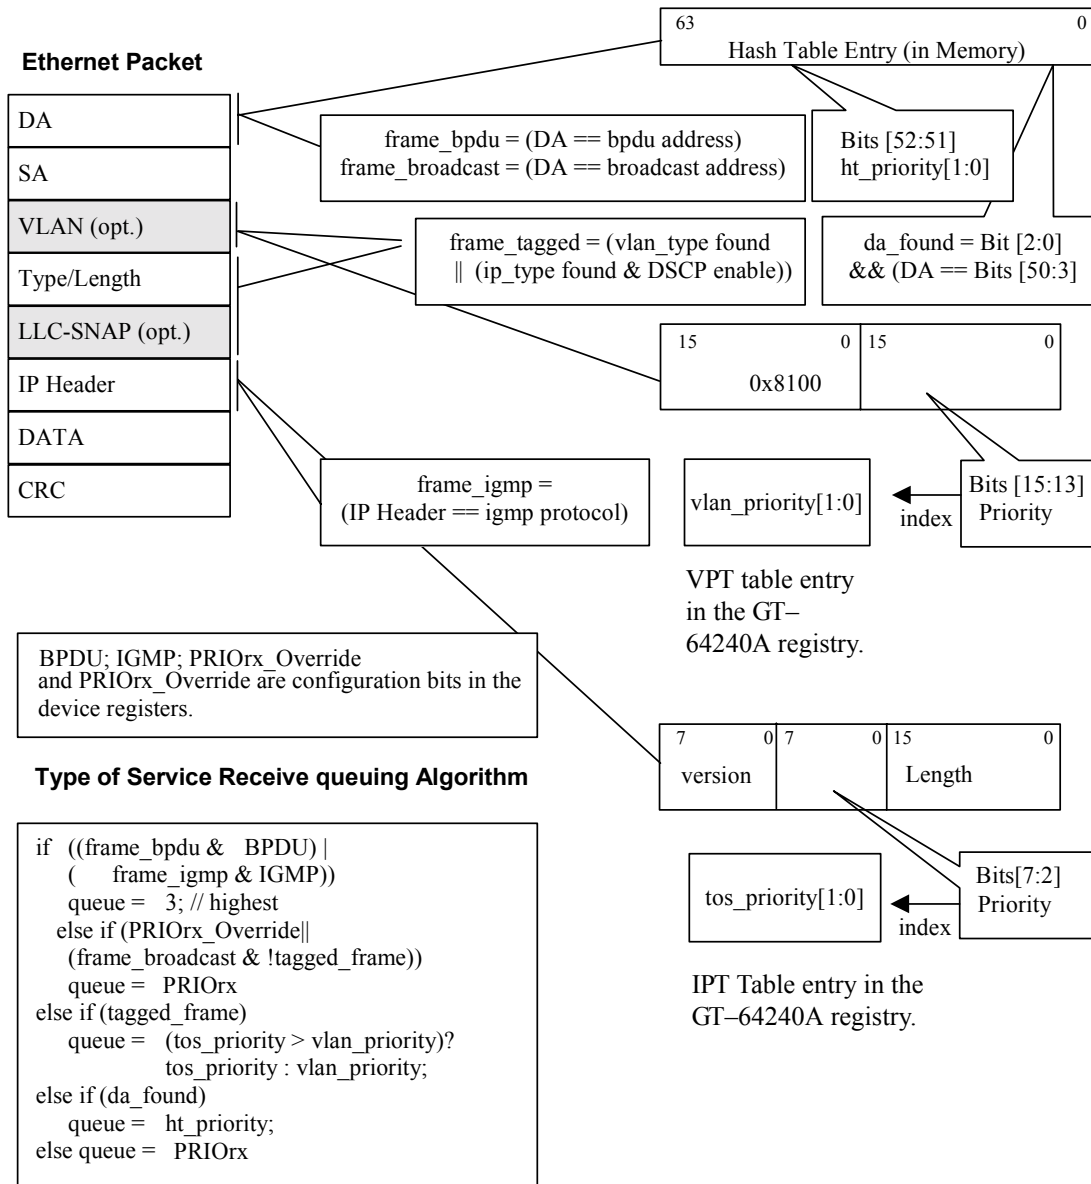 63 0
Hash Table Entry (in Memory)
Ethernet Packet
DA
SA
VLAN (opt.)
Type/Length
LLC-SNAP (opt.)
IP Header
DATA
CRC
frame_bpdu = (DA == bpdu address)
frame_broadcast = (DA == broadcast address)
Bits [52:51]
ht_priority[1:0]
frame_tagged = (vlan_type found
|| (ip_type found & DSCP enable))
da_found = Bit [2:0]
&& (DA == Bits [50:3]
15 0 15 0
0x8100
frame_igmp =
(IP Header == igmp protocol)
vlan_priority[1:0]
index
Bits [15:13]
Priority
VPT table entry
in the GT–
64240A registry.
BPDU; IGMP; PRIOrx_Override
and PRIOrx_Override are configuration bits in the
device registers.
7 0 7 0 15 0
version Length
Type of Service Receive queuing Algorithm
if ((frame_bpdu & BPDU) |
( frame_igmp & IGMP))
queue = 3; // highest
else if (PRIOrx_Override||
(frame_broadcast & !tagged_frame))
queue = PRIOrx
else if (tagged_frame)
queue = (tos_priority > vlan_priority)?
tos_priority : vlan_priority;
else if (da_found)
queue = ht_priority;
else queue = PRIOrx
tos_priority[1:0]
index
Bits[7:2]
Priority
IPT Table entry in the
GT–64240A registry.